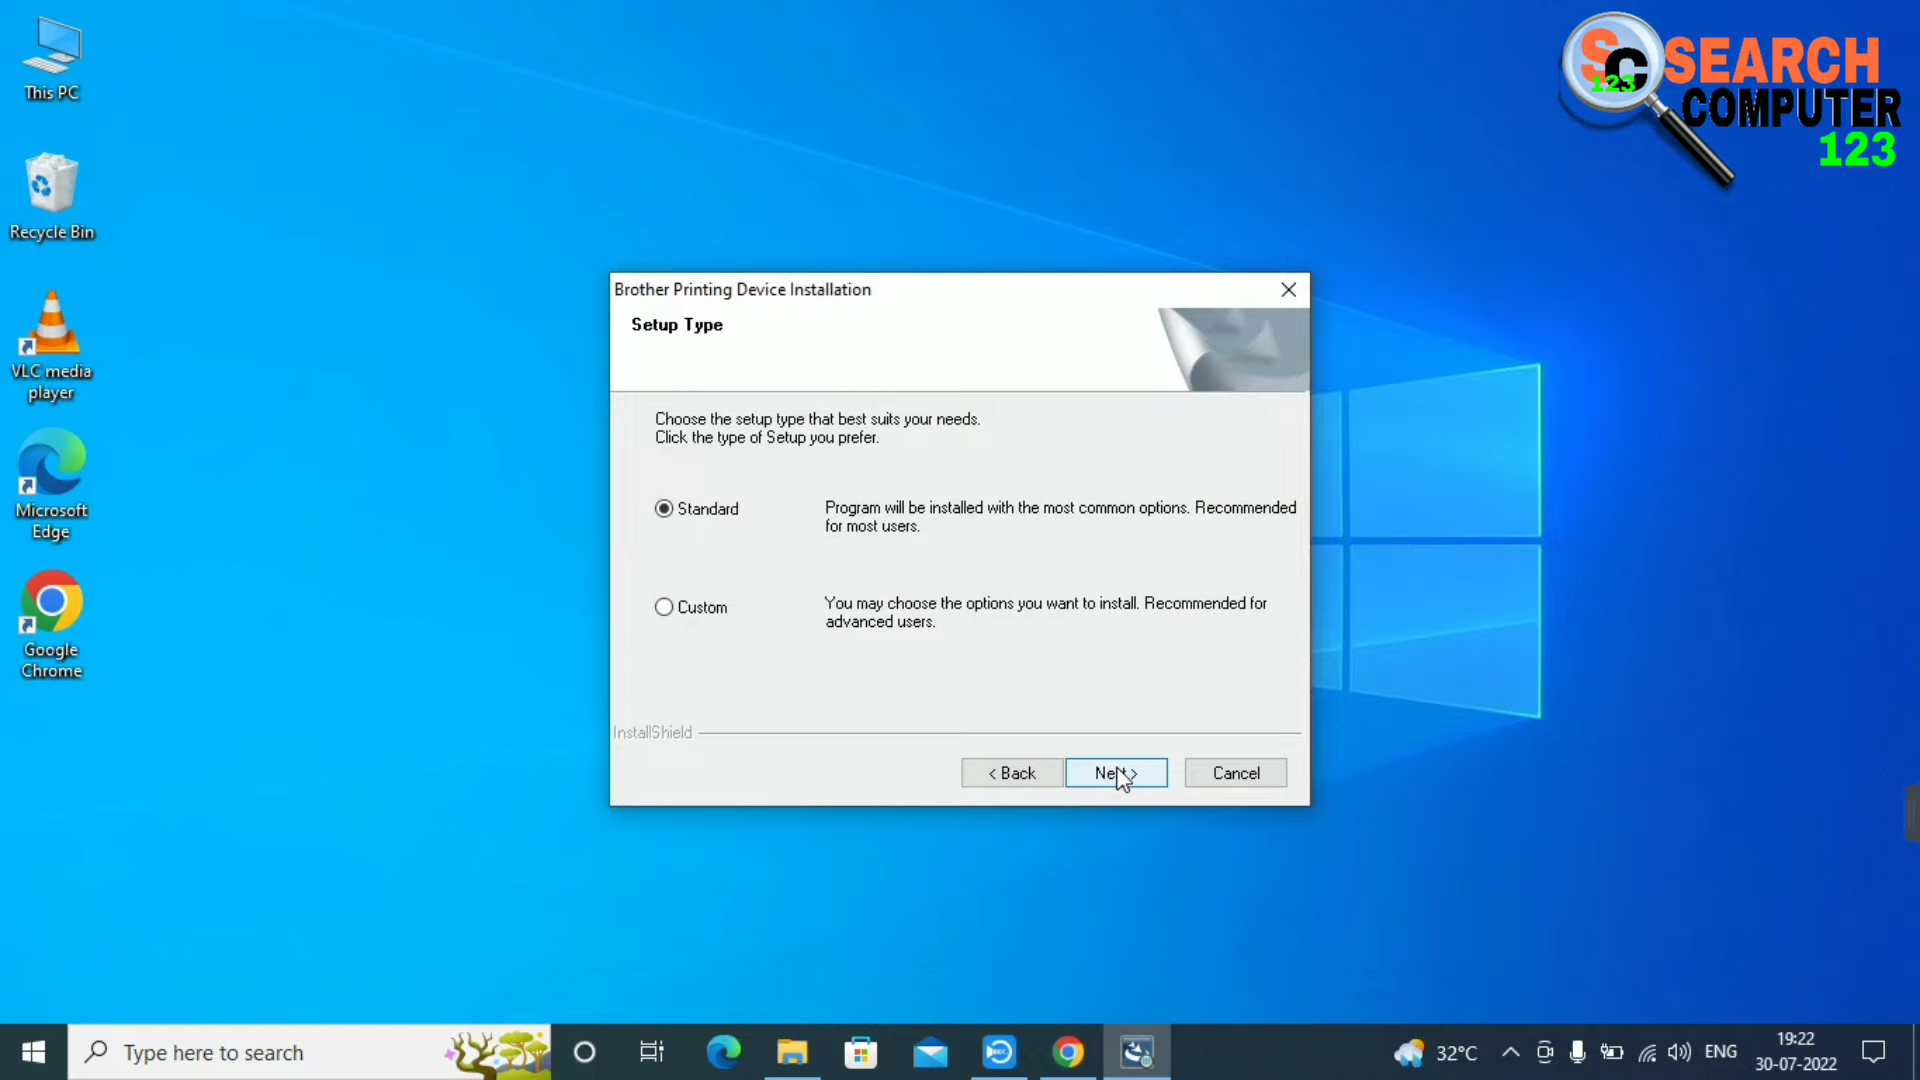 This PC
Recycle Bin
VLC media
player
Microsoft
Edge
Google
Chrome
SC
123
SEARCH
COMPUTER
123
Brother Printing Device Installation
Setup Type
Choose the setup type that best suits your needs.
Click the type of Setup you prefer.
Standard
Program will be installed with the most common options. Recommended
for most users.
Custom
You may choose the options you want to install. Recommended for
advanced users.
InstallShield
< Back
Cancel
Type here to search
32°C
ENG
19:22
30-07-2022